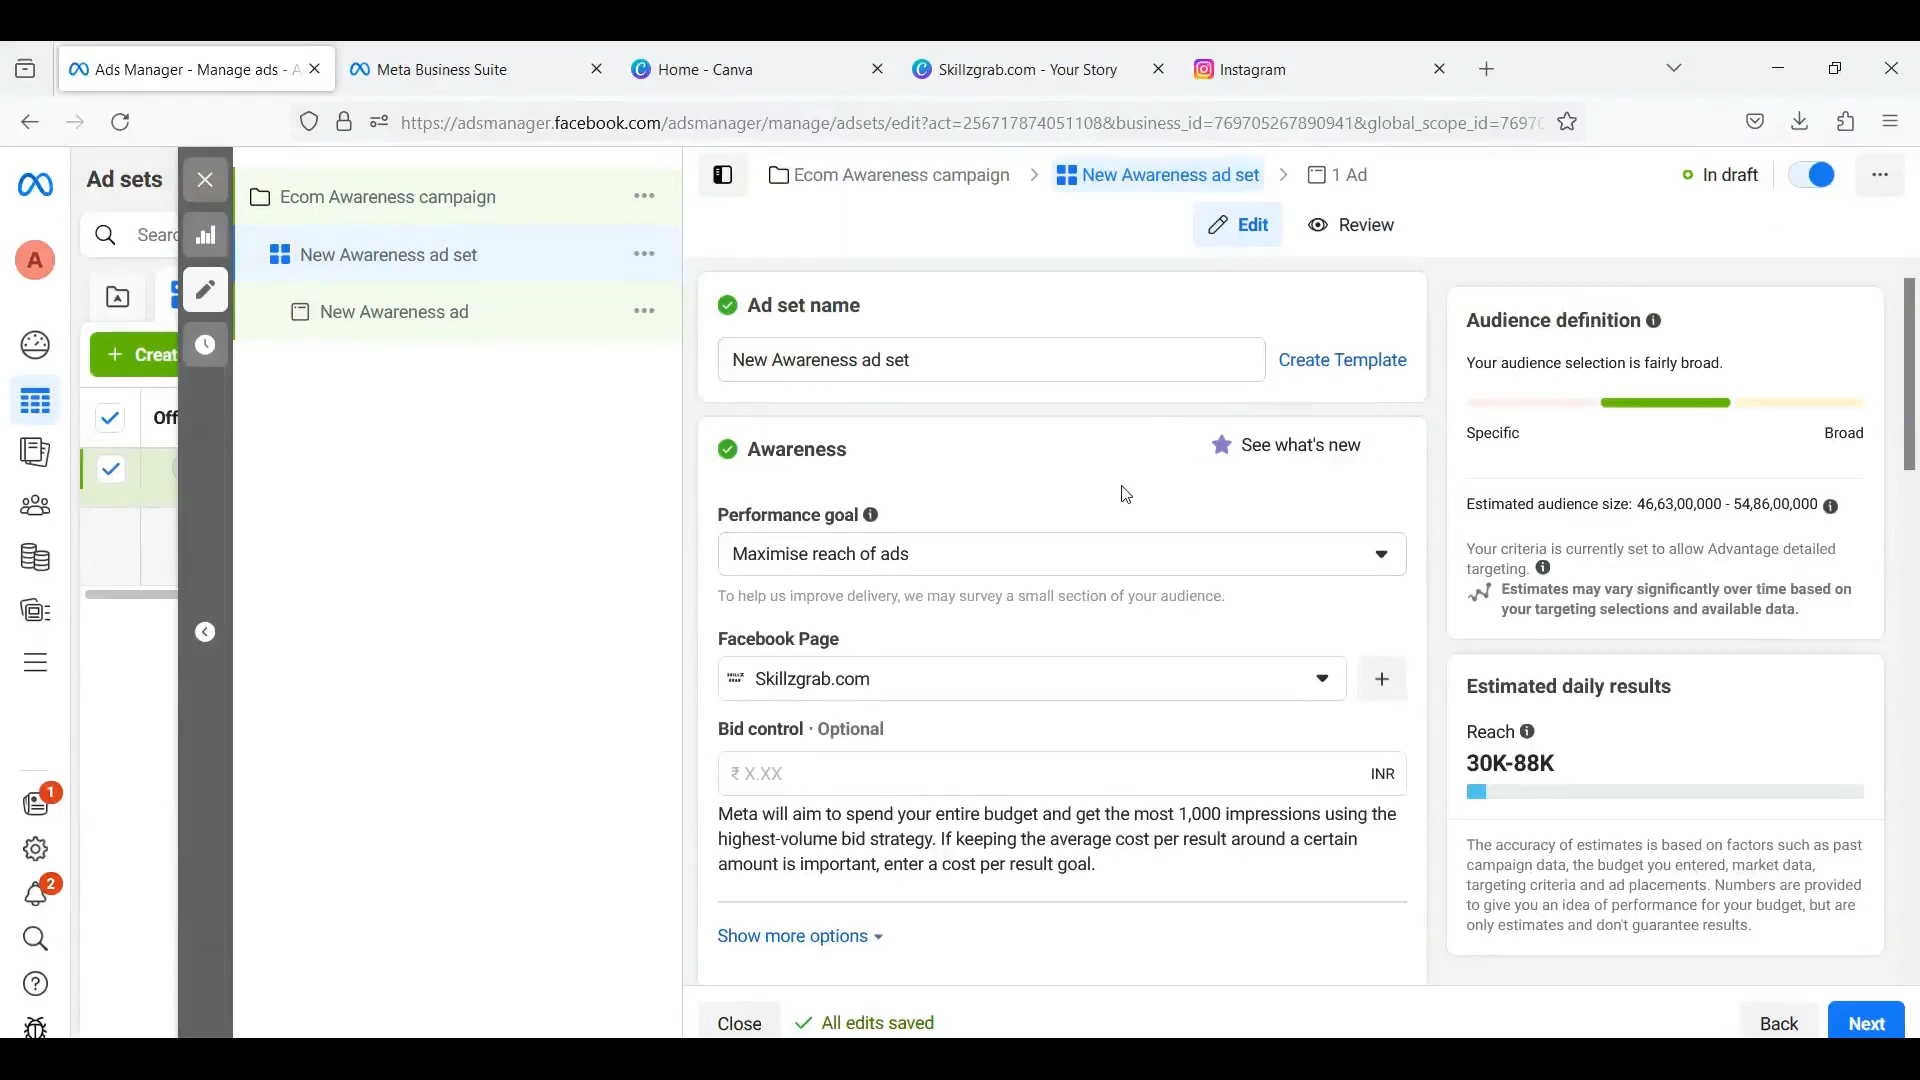 Ads Manager - Manage ads - A
Meta Business Suite
Home - Canva
Skillzgrab.com - Your Story
Instagram
https://adsmanager.facebook.com/adsmanager/manage/adsets/edit?act=256717874051108&business_id=769705267890941&global_scope_id=7697
Ad sets
Ecom Awareness campaign
New Awareness ad set
1 Ad
In draft
Ecom Awareness campaign
Searc
Edit
Review
A
New Awareness ad set
New Awareness ad
Creat
Off
Ad set name
New Awareness ad set
Create Template
Awareness
See what's new
Performance goal
Maximise reach of ads
To help us improve delivery, we may survey a small section of your audience.
Facebook Page
Skillzgrab.com
Bid control · Optional
₹ X.XX
INR
Meta will aim to spend your entire budget and get the most 1,000 impressions using the
highest-volume bid strategy. If keeping the average cost per result around a certain
amount is important, enter a cost per result goal.
Show more options
Audience definition
Your audience selection is fairly broad.
Specific
Broad
Estimated audience size: 46,63,00,000 - 54,86,00,000
Your criteria is currently set to allow Advantage detailed
targeting.
Estimates may vary significantly over time based on
your targeting selections and available data.
Estimated daily results
Reach
30K-88K
The accuracy of estimates is based on factors such as past
campaign data, the budget you entered, market data,
targeting criteria and ad placements. Numbers are provided
to give you an idea of performance for your budget, but are
only estimates and don't guarantee results.
1
2
Close
All edits saved
Back
Next